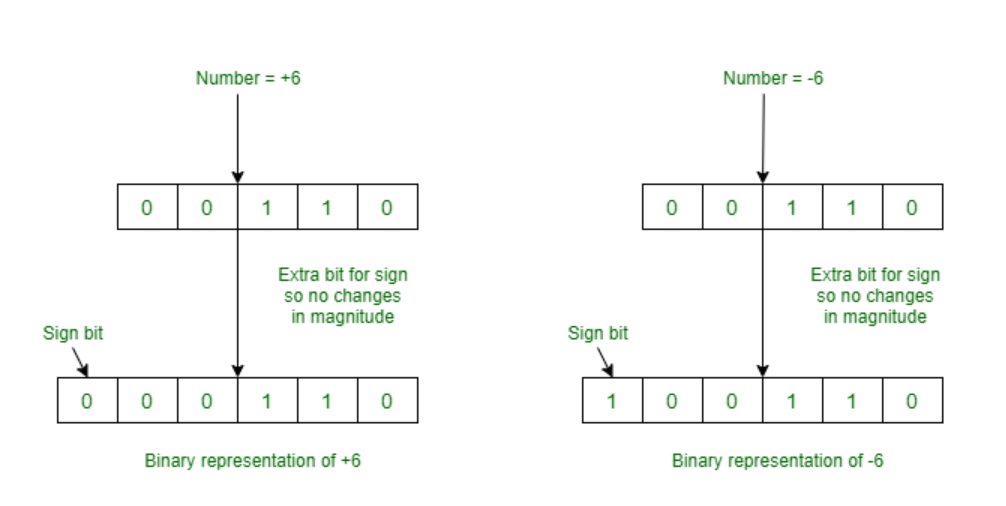 Number = +6
0 0 1 1 0
Extra bit for sign
so no changes
in magnitude
Sign bit
0 0 0 1 1 0
Binary representation of +6
Number = -6
0 0 1 1 0
Extra bit for sign
so no changes
in magnitude
Sign bit
1 0 0 1 1 0
Binary representation of -6